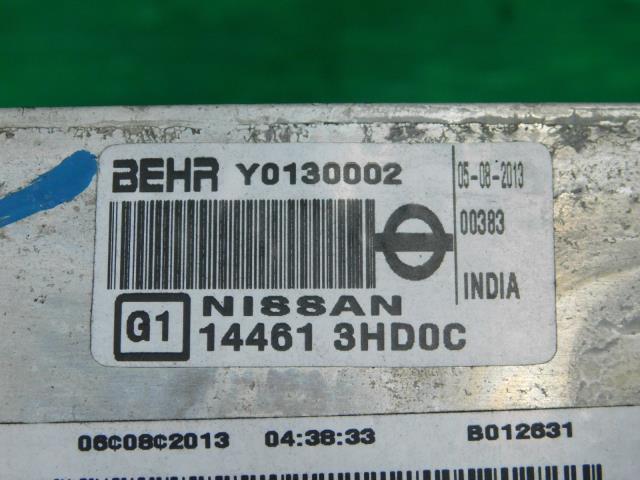 BEHR Y0130002
05-08-2013
00383
INDIA
G1
NISSAN
14461 3HD0C
06¢08¢2013 04:38:33 B012631